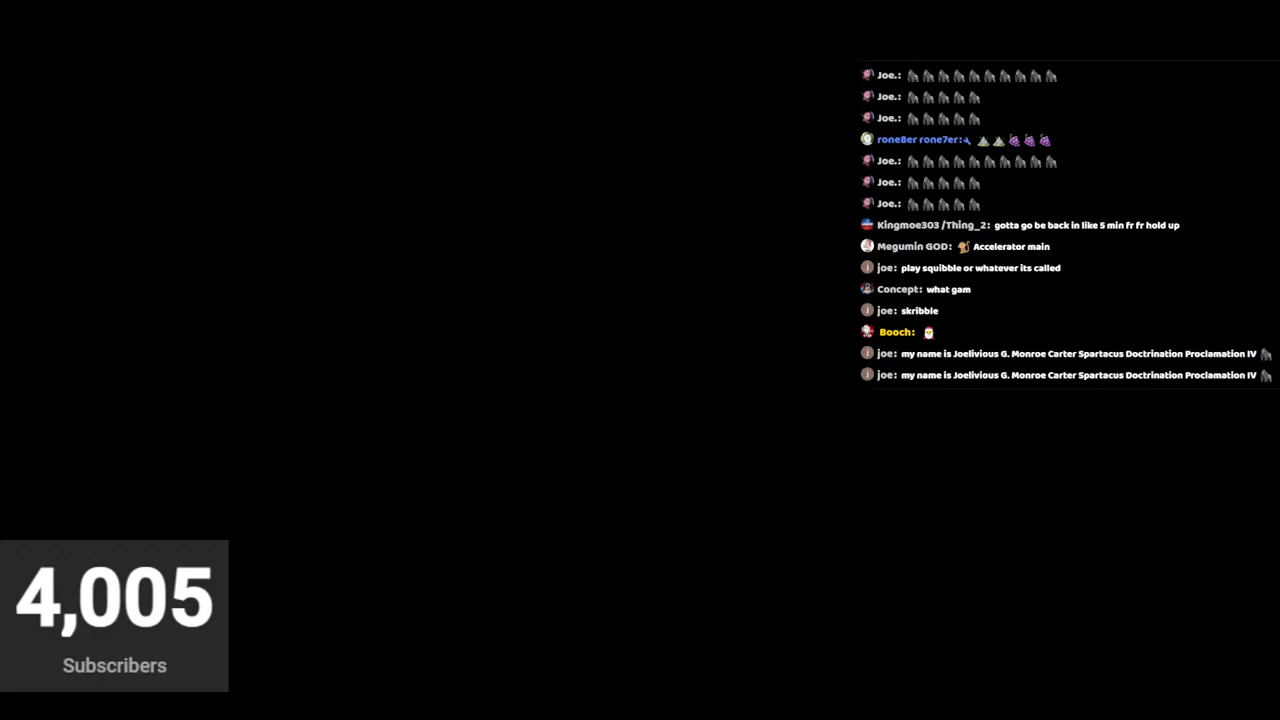 Joe.: 🦍🦍🦍🦍🦍🦍🦍🦍🦍🦍
Joe.: 🦍🦍🦍🦍🦍
Joe.: 🦍🦍🦍🦍🦍
rone8er rone7er: 🍇🍇🍇
Joe.: 🦍🦍🦍🦍🦍🦍🦍🦍🦍🦍
Joe.: 🦍🦍🦍🦍🦍
Joe.: 🦍🦍🦍🦍🦍
Kingmoe303 /Thing_2: gotta go be back in like 5 min fr fr hold up
Megumin GOD: 🐒 Accelerator main
joe: play squibble or whatever its called
Concept: what gam
joe: skribble
Booch: 🎅
joe: my name is Joelivious G. Monroe Carter Spartacus Doctrination Proclamation IV 🦍
joe: my name is Joelivious G. Monroe Carter Spartacus Doctrination Proclamation IV 🦍
4,005
Subscribers